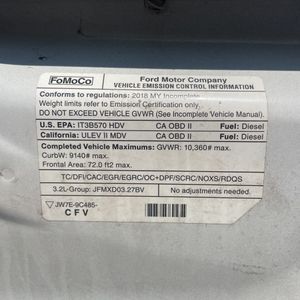 FoMoCo
Ford Motor Company
VEHICLE EMISSION CONTROL INFORMATION
Conforms to regulations: 2018 MY Incomplete
Weight limits refer to Emission Certification only.
DO NOT EXCEED VEHICLE GVWR (See Incomplete Vehicle Manual).
U.S. EPA: IT3B570 HDV CA OBD II Fuel: Diesel
California: ULEV II MDV CA OBD II Fuel: Diesel
Completed Vehicle Maximums: GVWR: 10,360# max.
CurbW: 9140# max.
Frontal Area: 72.0 ft2 max.
TC/DFI/CAC/EGR/EGRC/OC+DPF/SCRC/NOXS/RDQS
3.2L-Group: JFMXD03.27BV
JW7E-9C485-
CFV